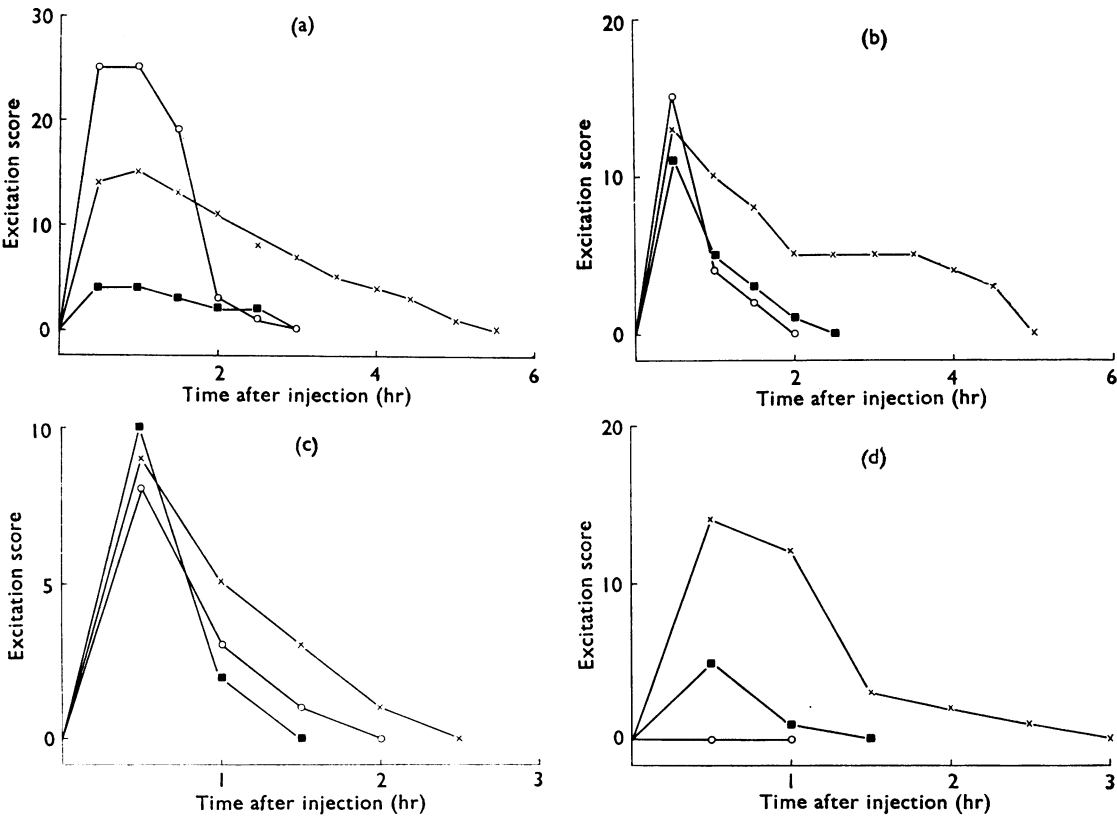 (a)
30
20
10
0
Excitation score
2
4
6
Time after injection (hr)
(b)
20
10
0
Excitation score
2
4
6
Time after injection (hr)
(c)
10
5
0
Excitation score
1
2
3
Time after injection (hr)
(d)
20
10
0
Excitation score
1
2
3
Time after injection (hr)